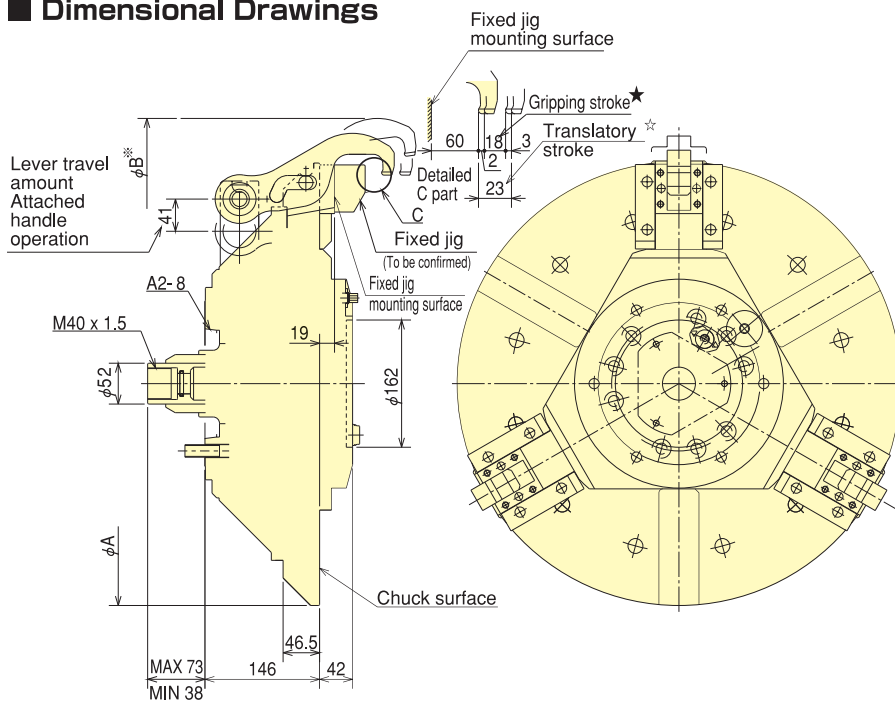 ■ Dimensional Drawings
Fixed jig
mounting surface
Gripping stroke★
60
18
3
Translatory ☆
stroke
2
23
Detailed
C part
φB※
Lever travel
amount
Attached
handle
operation
41
C
Fixed jig
(To be confirmed)
Fixed jig
mounting surface
A2-8
M40 x 1.5
19
φ52
φ162
φA
Chuck surface
46.5
MAX 73
146
42
MIN 38